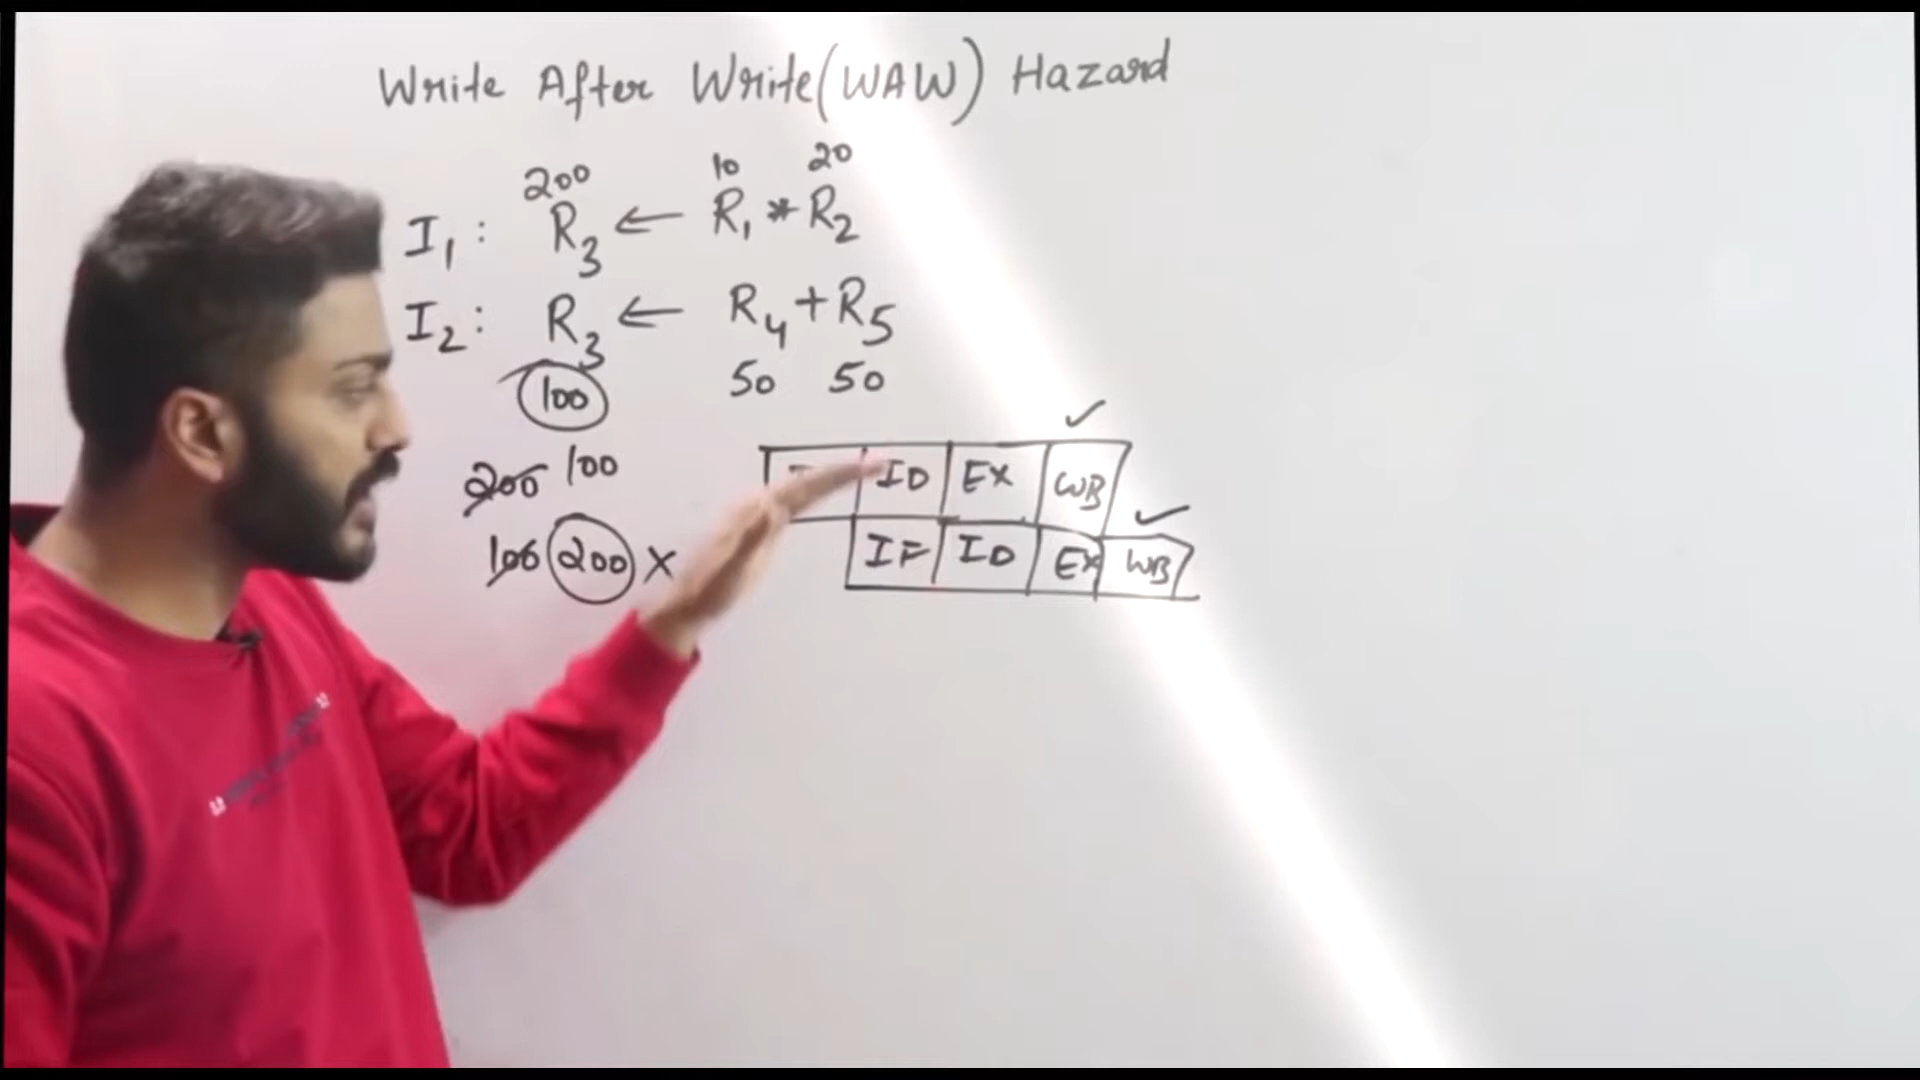 Write After Write (WAW) Hazard
200 10 20
I1: R3 ← R1 * R2
I2: R3 ← R4 + R5
100 50 50
200 100
100 200 X
ID EX WB
IF ID EX WB